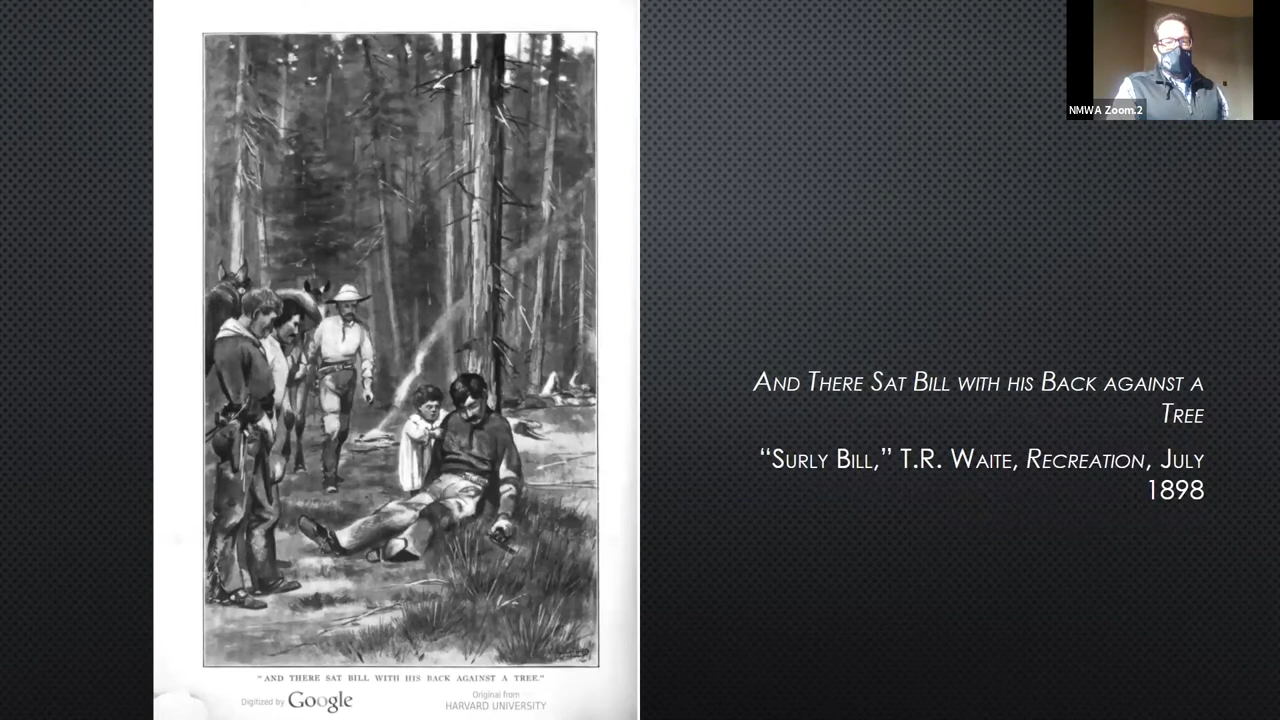 NMWA Zoom.2
And There Sat Bill with his Back against a
Tree
“Surly Bill,” T.R. Waite, Recreation, July
1898
"AND THERE SAT BILL WITH HIS BACK AGAINST A TREE."
Digitized by Google
Original from
HARVARD UNIVERSITY